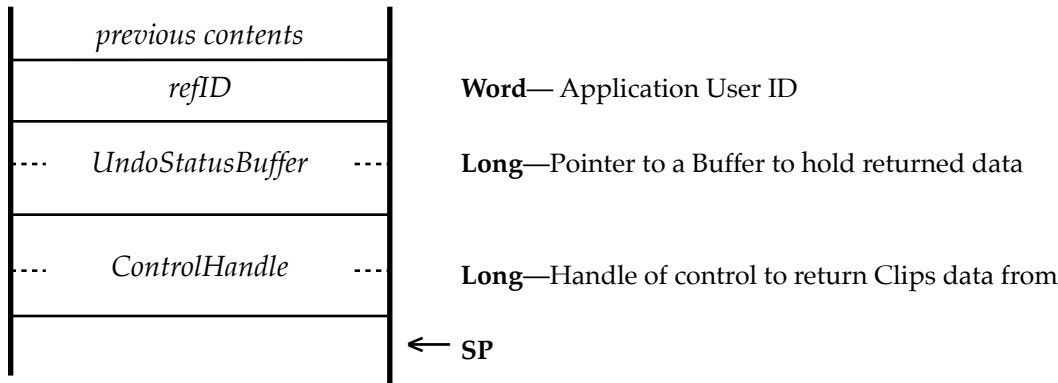 previous contents
refID
Word— Application User ID
UndoStatusBuffer
Long—Pointer to a Buffer to hold returned data
ControlHandle
Long—Handle of control to return Clips data from
SP